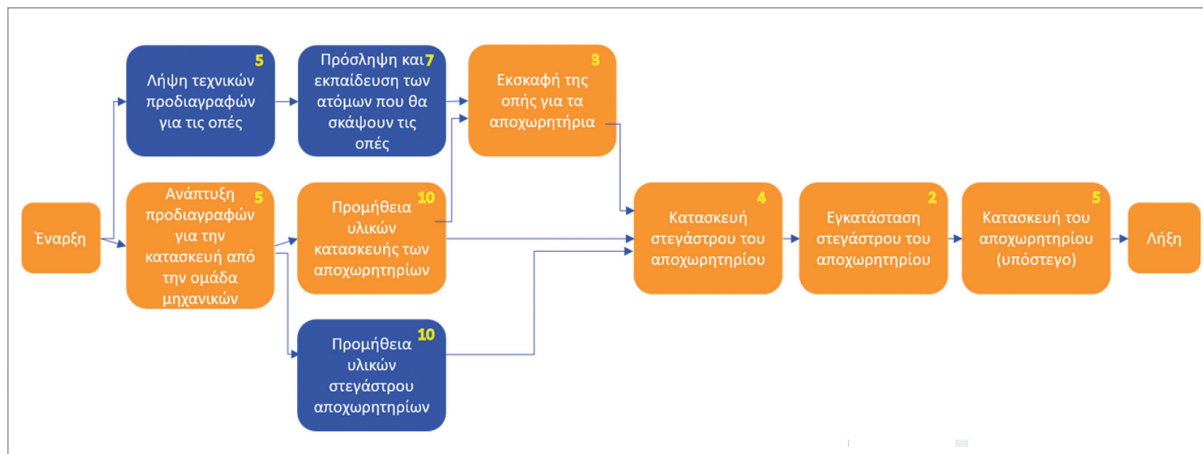 5
Λήψη τεχνικών
προδιαγραφών
για τις οπές
Πρόσληψη και 7
εκπαίδευση των
ατόμων που θα
σκάψουν τις
οπές
3
Εκσκαφή της
οπής για τα
αποχωρητήρια
Έναρξη
Ανάπτυξη 5
προδιαγραφών
για την
κατασκευή από
την ομάδα
μηχανικών
10
Προμήθεια
υλικών
κατασκευής των
αποχωρητηρίων
4
Κατασκευή
στεγάστρου του
αποχωρητηρίου
2
Εγκατάσταση
στεγάστρου του
αποχωρητηρίου
5
Κατασκευή του
αποχωρητηρίου
(υπόστεγο)
Λήξη
10
Προμήθεια
υλικών
στεγάστρου
αποχωρητηρίων